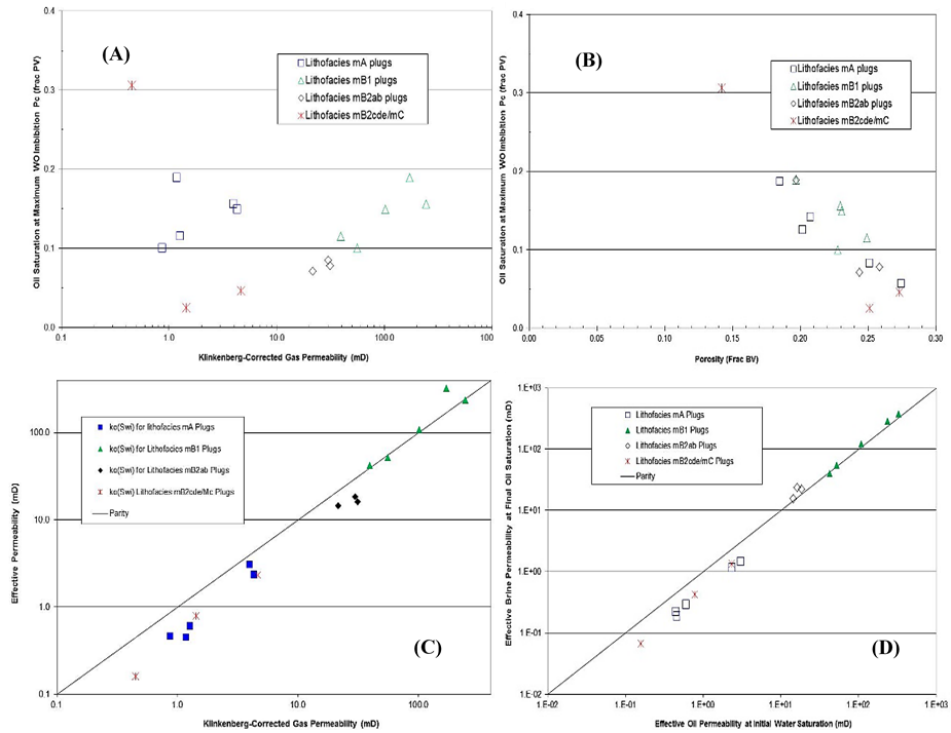 (A)
Lithofacies mA plugs
Lithofacies mB1 plugs
Lithofacies mB2ab plugs
Lithofacies mB2cde/mC
0.4
0.3
0.2
0.1
0.0
Oil Saturation at Maximum WO Imbibition Pc (frac PV)
0.1
1.0
10.0
100.0
100
Klinkenberg-Corrected Gas Permeability (mD)
(B)
Lithofacies mA plugs
Lithofacies mB1 plugs
Lithofacies mB2ab plugs
Lithofacies mB2cde/mC
0.4
0.3
0.2
0.1
0.0
Oil Saturation at Maximum WO Imbibition Pc (frac PV)
0.00
0.05
0.10
0.15
0.20
0.25
0.30
Porosity (Frac BV)
ko(Swi) for lithofacies mA Plugs
ko(Swi) for Lithofacies mB1 Plugs
ko(Swi) for Lithofacies mB2ab Plugs
ko(Swi) Lithofacies mB2cde/Mc Plugs
Parity
100.0
10.0
1.0
0.1
Effective Permeability (mD)
(C)
0.1
1.0
10.0
100.0
Klinkenberg-Corrected Gas Permeability (mD)
Lithofacies mA Plugs
Lithofacies mB1 Plugs
Lithofacies mB2ab Plugs
Lithofacies mB2cde/mC Plugs
Parity
1.E+03
1.E+02
1.E+01
1.E+00
1.E-01
1.E-02
Effective Brine Permeability at Final Oil Saturation (mD)
(D)
1.E-02
1.E-01
1.E+00
1.E+01
1.E+02
1.E+03
Effective Oil Permeability at Initial Water Saturation (mD)